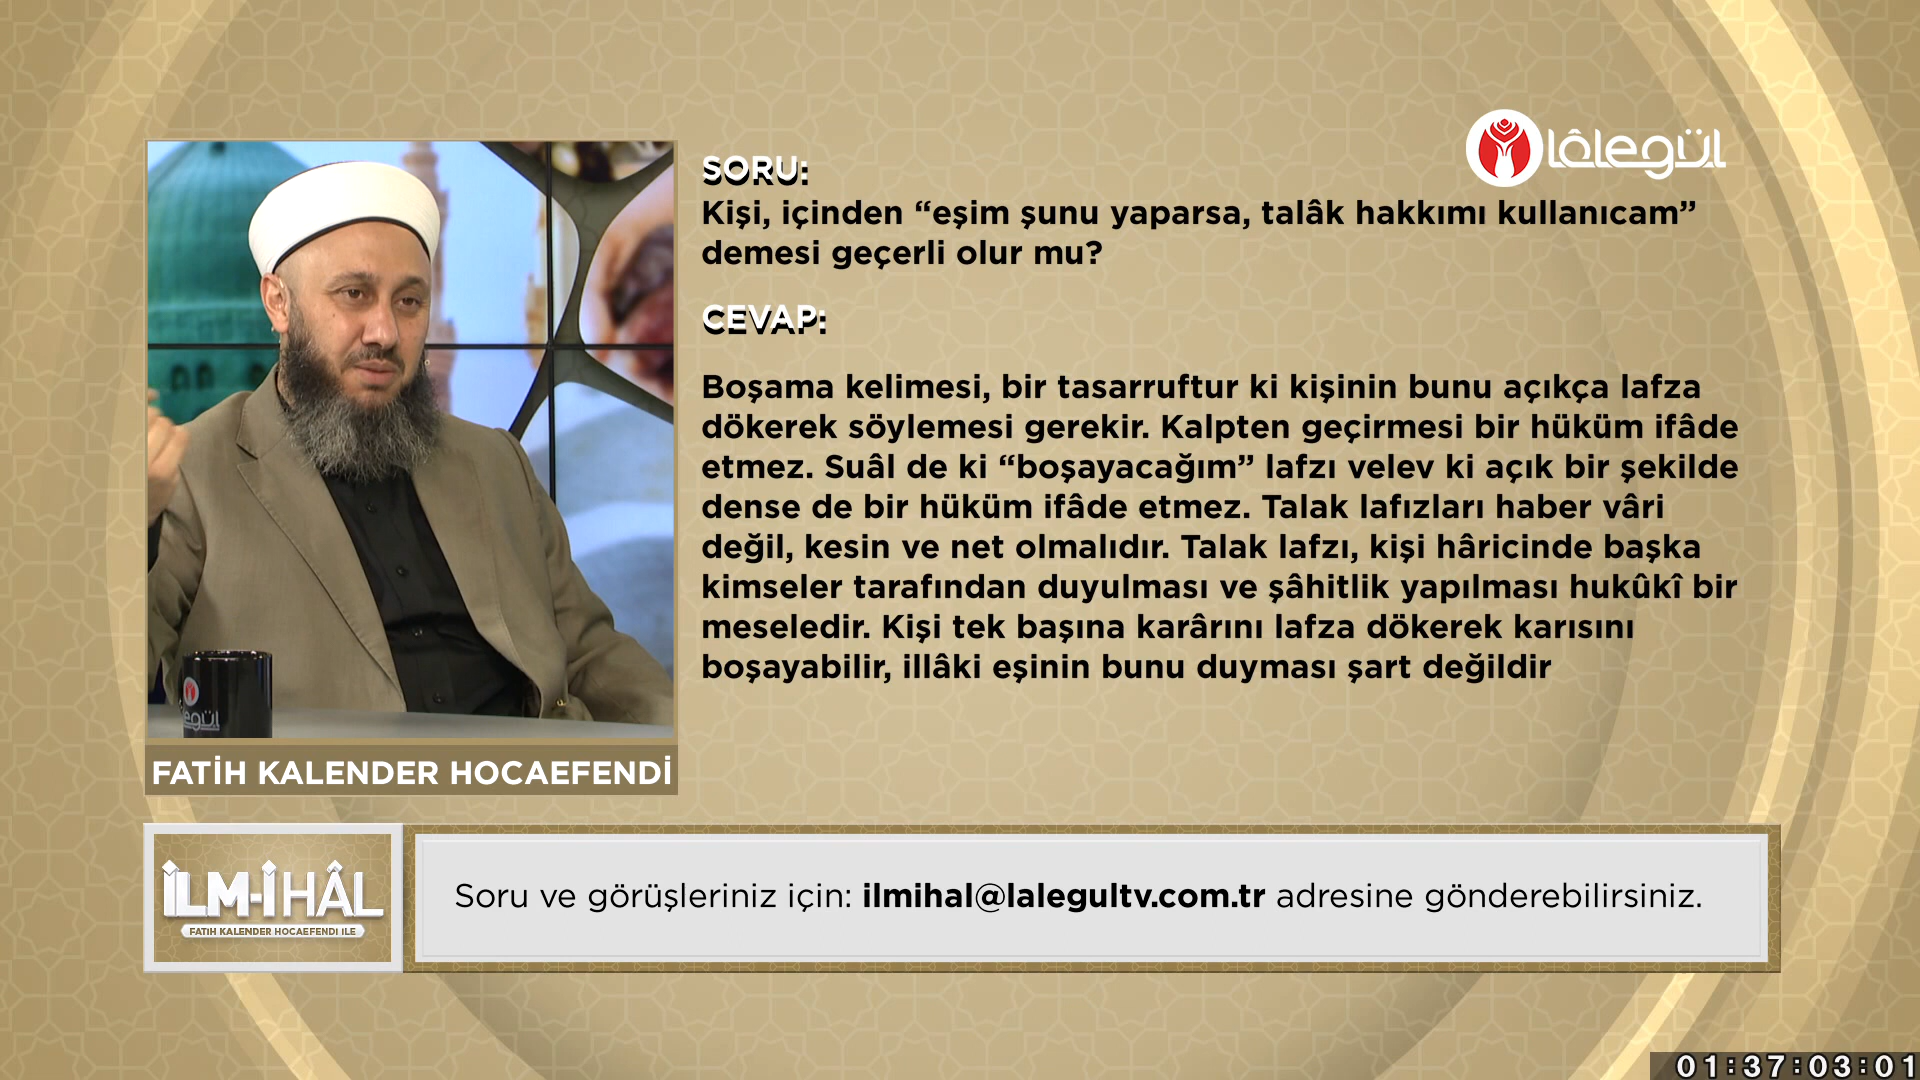 lâlegül
SORU:
Kişi, içinden “eşim şunu yaparsa, talâk hakkımı kullanıcam”
demesi geçerli olur mu?
CEVAP:
Boşama kelimesi, bir tasarruftur ki kişinin bunu açıkça lafza
dökerek söylemesi gerekir. Kalpten geçirmesi bir hüküm ifâde
etmez. Suâl de ki “boşayacağım” lafzı velev ki açık bir şekilde
dense de bir hüküm ifâde etmez. Talak lafızları haber vâri
değil, kesin ve net olmalıdır. Talak lafzı, kişi hâricinde başka
kimseler tarafından duyulması ve şâhitlik yapılması hukûkî bir
meseledir. Kişi tek başına karârını lafza dökerek karısını
boşayabilir, illâki eşinin bunu duyması şart değildir
lâlegül
FATİH KALENDER HOCAEFENDİ
İLM-İHÂL
FATİH KALENDER HOCAEFENDİ İLE
Soru ve görüşleriniz için: ilmihal@lalegultv.com.tr adresine gönderebilirsiniz.
01:37:03:01